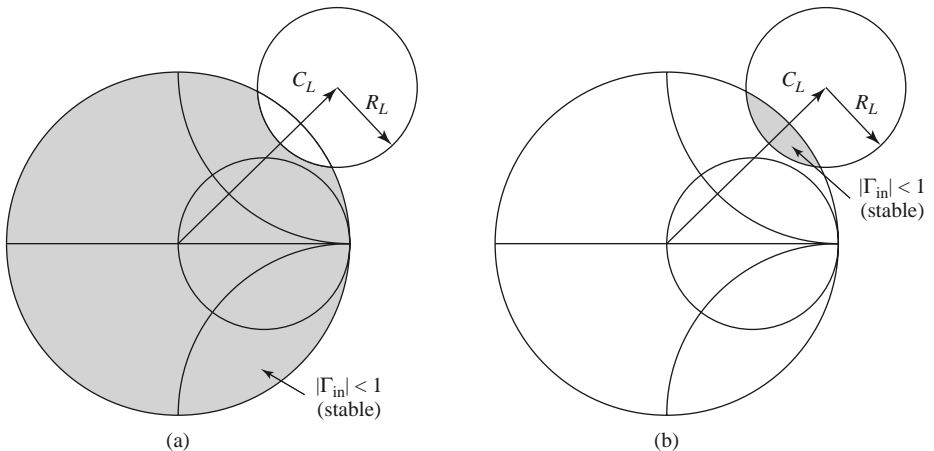 C_L
R_L
|Γ_in| < 1
(stable)
(a)
C_L
R_L
|Γ_in| < 1
(stable)
(b)